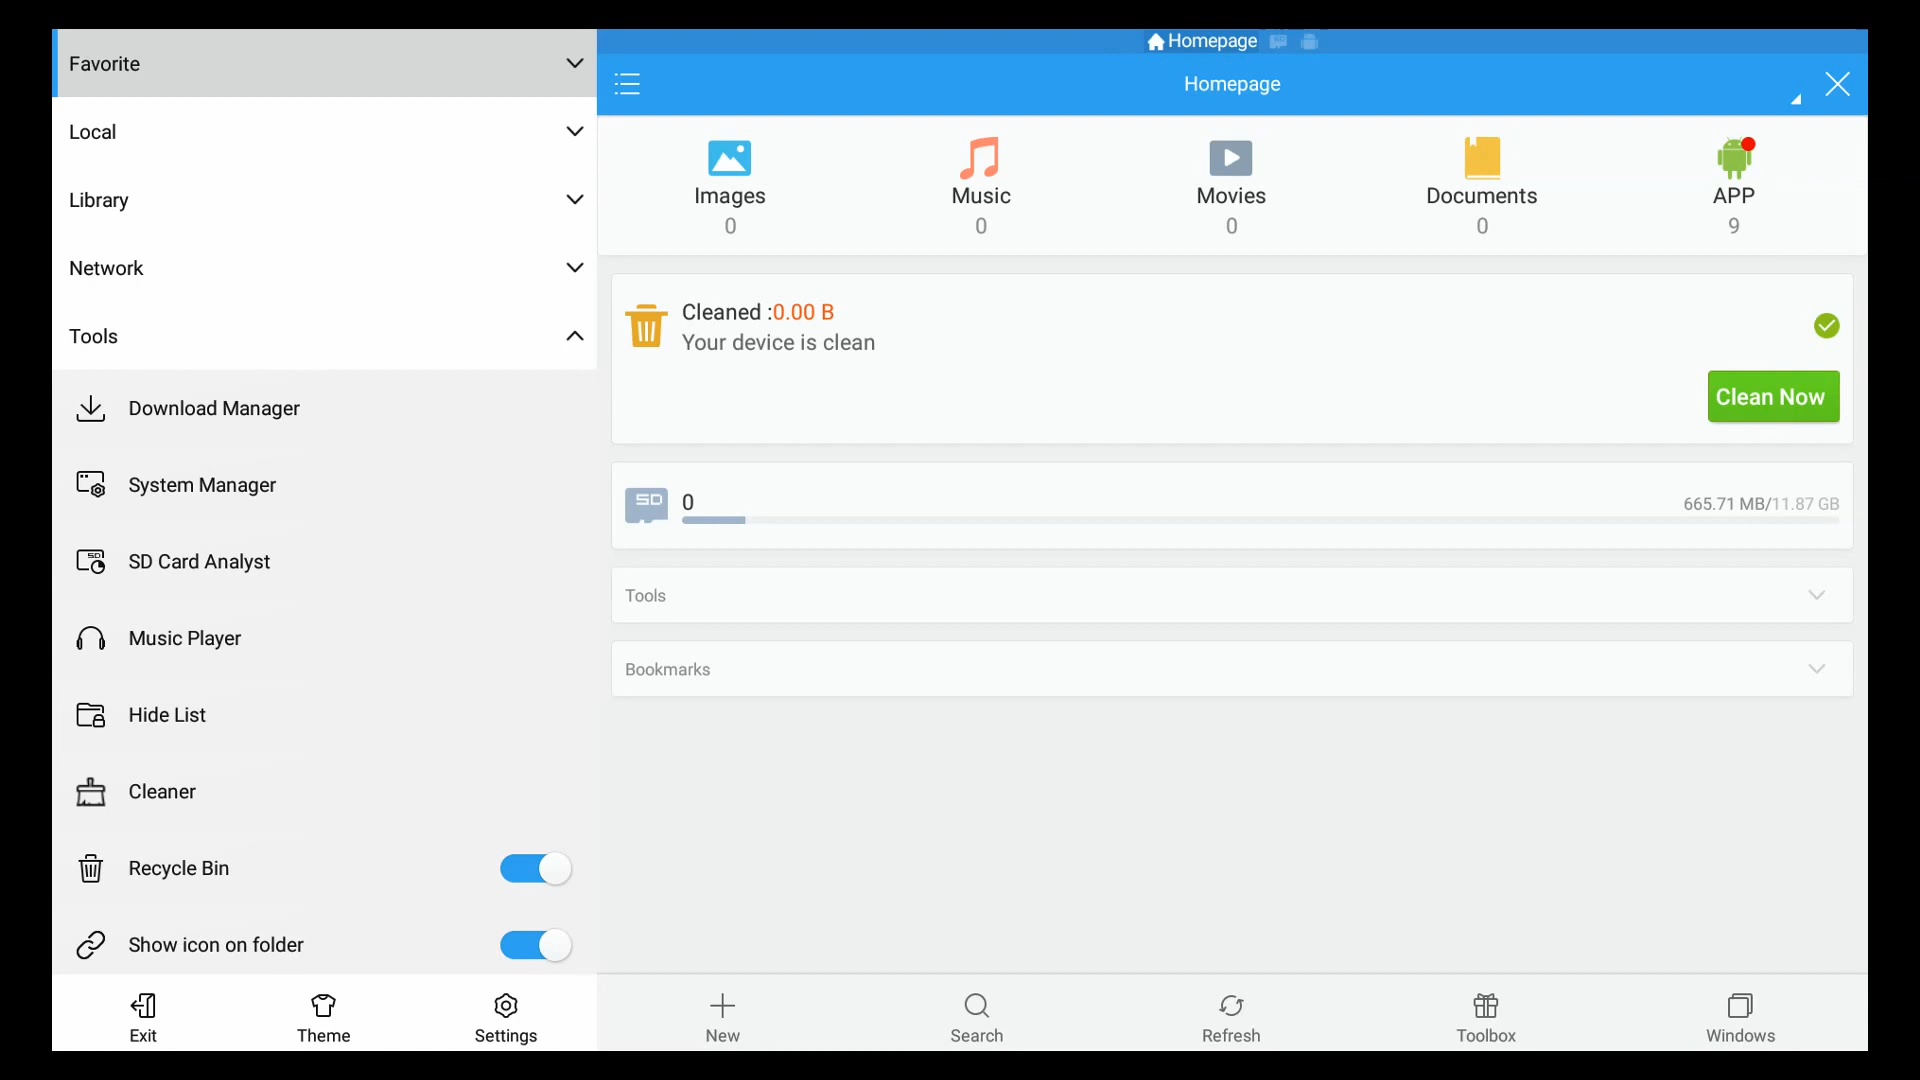 Favorite
Local
Library
Network
Tools
Download Manager
System Manager
SD Card Analyst
Music Player
Hide List
Cleaner
Recycle Bin
Show icon on folder
Exit
Theme
Settings
Homepage
Homepage
Images
0
Music
0
Movies
0
Documents
0
APP
9
Cleaned :0.00 B
Your device is clean
Clean Now
SD
0
665.71 MB/11.87 GB
Tools
Bookmarks
New
Search
Refresh
Toolbox
Windows